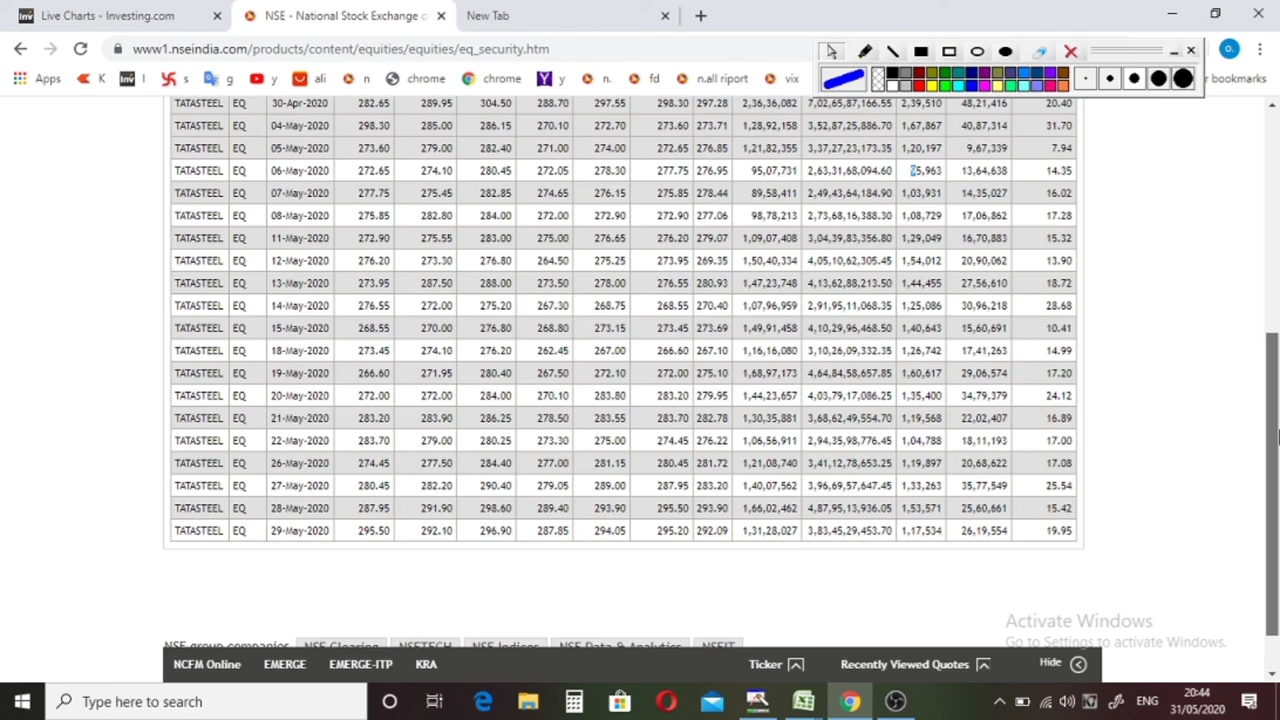 Live Charts - Investing.com NSE - National Stock Exchange o New Tab
www1.nseindia.com/products/content/equities/equities/eq_security.htm
Apps K I g y ali n chrome chrome y n. fd n.all riport vix r bookmarks
TATASTEEL EQ 30-Apr-2020 282.65 289.95 304.50 288.70 297.55 298.30 297.28 2,36,36,082 7,02,65,87,166.55 2,39,510 48,21,416 20.40
TATASTEEL EQ 04-May-2020 298.30 285.00 286.15 270.10 272.70 273.60 273.71 1,28,92,158 3,52,87,25,886.70 1,67,867 40,87,314 31.70
TATASTEEL EQ 05-May-2020 273.60 279.00 282.40 271.00 274.00 272.65 276.85 1,21,82,355 3,37,27,23,173.35 1,20,197 9,67,339 7.94
TATASTEEL EQ 06-May-2020 272.65 274.10 280.45 272.05 278.30 277.75 276.95 95,07,731 2,63,31,68,094.60 5,963 13,64,638 14.35
TATASTEEL EQ 07-May-2020 277.75 275.45 282.85 274.65 276.15 275.85 278.44 89,58,411 2,49,43,64,184.90 1,03,931 14,35,027 16.02
TATASTEEL EQ 08-May-2020 275.85 282.80 284.00 272.00 272.90 272.90 277.06 98,78,213 2,73,68,16,388.30 1,08,729 17,06,862 17.28
TATASTEEL EQ 11-May-2020 272.90 275.55 283.00 275.00 276.65 276.20 279.07 1,09,07,408 3,04,39,83,356.80 1,29,049 16,70,883 15.32
TATASTEEL EQ 12-May-2020 276.20 273.30 276.80 264.50 275.25 273.95 269.35 1,50,40,334 4,05,10,62,305.45 1,54,012 20,90,062 13.90
TATASTEEL EQ 13-May-2020 273.95 287.50 288.00 273.50 278.00 276.55 280.93 1,47,23,748 4,13,62,88,213.50 1,44,455 27,56,610 18.72
TATASTEEL EQ 14-May-2020 276.55 272.00 275.20 267.30 268.75 268.55 270.40 1,07,96,959 2,91,95,11,068.35 1,25,086 30,96,218 28.68
TATASTEEL EQ 15-May-2020 268.55 270.00 276.80 268.80 273.15 273.45 273.69 1,49,91,458 4,10,29,96,468.50 1,40,643 15,60,691 10.41
TATASTEEL EQ 18-May-2020 273.45 274.10 276.20 262.45 267.00 266.60 267.10 1,16,16,080 3,10,26,09,332.35 1,26,742 17,41,263 14.99
TATASTEEL EQ 19-May-2020 266.60 271.95 280.40 267.50 272.10 272.00 275.10 1,68,97,173 4,64,84,58,657.85 1,60,617 29,06,574 17.20
TATASTEEL EQ 20-May-2020 272.00 272.00 284.00 270.10 283.80 283.20 279.95 1,44,23,657 4,03,79,17,086.25 1,35,400 34,79,379 24.12
TATASTEEL EQ 21-May-2020 283.20 283.90 286.25 278.50 283.55 283.70 282.78 1,30,35,881 3,68,62,49,554.70 1,19,568 22,02,407 16.89
TATASTEEL EQ 22-May-2020 283.70 279.00 280.25 273.30 275.00 274.45 276.22 1,06,56,911 2,94,35,98,776.45 1,04,788 18,11,193 17.00
TATASTEEL EQ 26-May-2020 274.45 277.50 284.40 277.00 281.15 280.45 281.72 1,21,08,740 3,41,12,78,653.25 1,19,897 20,68,622 17.08
TATASTEEL EQ 27-May-2020 280.45 282.20 290.40 279.05 289.00 287.95 283.20 1,40,07,562 3,96,69,57,647.45 1,33,263 35,77,549 25.54
TATASTEEL EQ 28-May-2020 287.95 291.90 298.60 289.40 293.90 295.50 293.90 1,66,02,462 4,87,95,13,936.05 1,53,571 25,60,661 15.42
TATASTEEL EQ 29-May-2020 295.50 292.10 296.90 287.85 294.05 295.20 292.09 1,31,28,027 3,83,45,29,453.70 1,17,534 26,19,554 19.95
Activate Windows
Go to Settings to activate Windows.
NSE group companies NSE Clearing NSETECH NSE Indices NSE Data & Analytics NSEIT
NCFM Online EMERGE EMERGE-ITP KRA Ticker Recently Viewed Quotes Hide
Type here to search ENG 20:44
31/05/2020